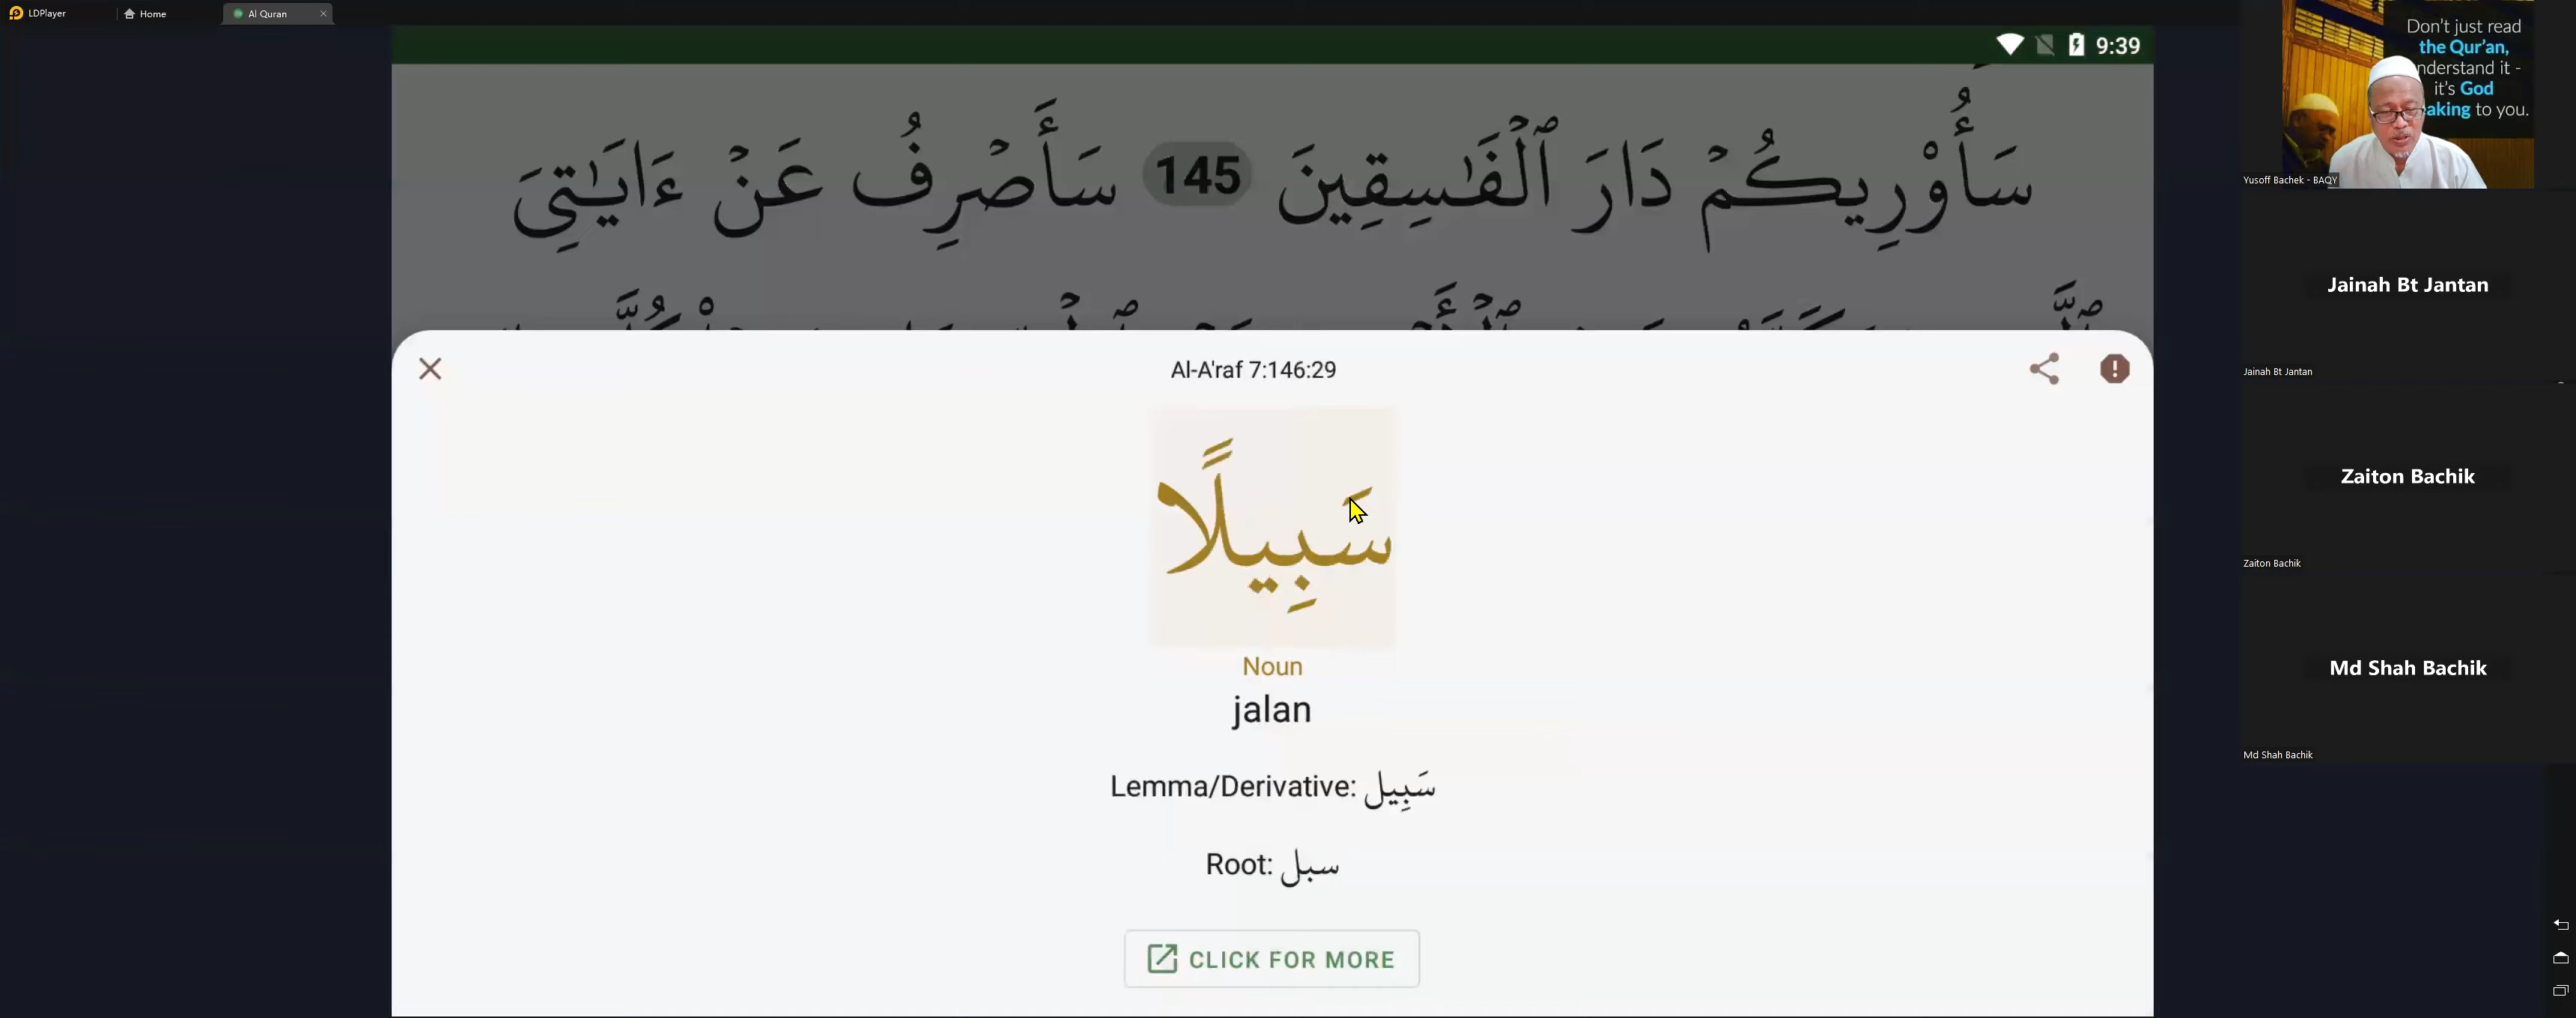 LDPlayer
Home
Al Quran
9:39
سَأُو۟رِيكُمۡ دَارَ ٱلۡفَـٰسِقِينَ 145 سَأَصۡرِفُ عَنۡ ءَايَـٰتِىَ
Al-A'raf 7:146:29
سَبِيلًا
Noun
jalan
Lemma/Derivative: سَبِيل
Root: سبل
CLICK FOR MORE
Don't just read
the Qur'an,
nderstand it -
it's God
aking to you.
Yusoff Bachek - BAQY
Jainah Bt Jantan
Jainah Bt Jantan
Zaiton Bachik
Zaiton Bachik
Md Shah Bachik
Md Shah Bachik